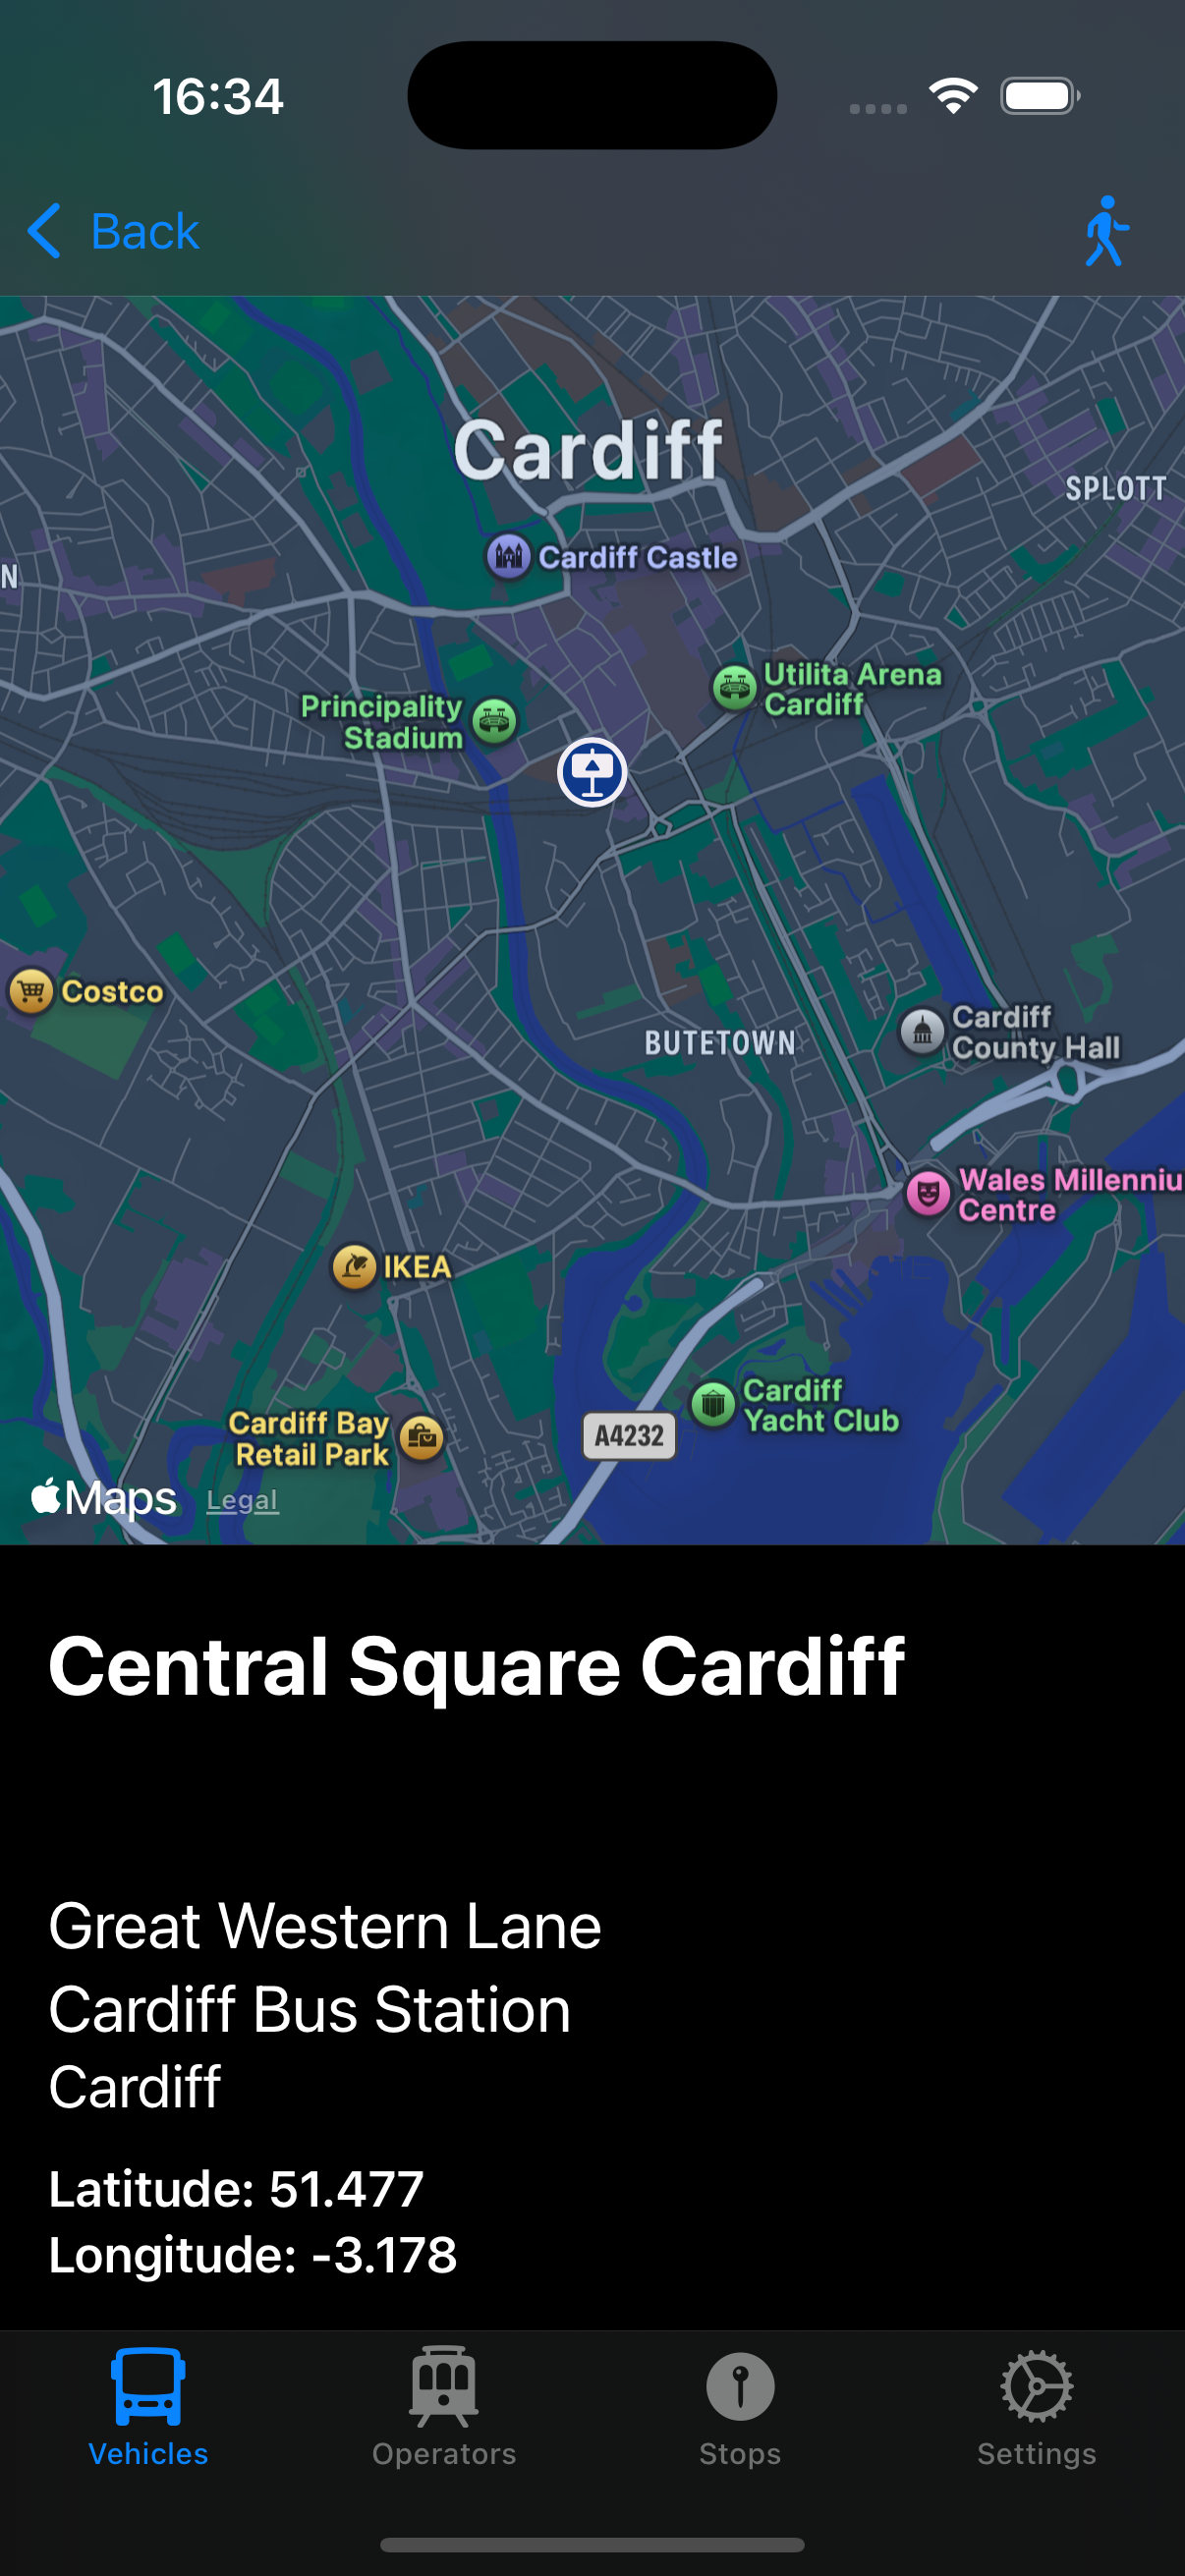 16:34
Back
Cardiff
SPLOTT
Cardiff Castle
N
Utilita Arena
Cardiff
Principality
Stadium
Costco
Cardiff
County Hall
BUTETOWN
Wales Millenniu
Centre
IKEA
Cardiff
Yacht Club
Cardiff Bay
Retail Park
A4232
Maps
Legal
Central Square Cardiff
Great Western Lane
Cardiff Bus Station
Cardiff
Latitude: 51.477
Longitude: -3.178
Vehicles
Operators
Stops
Settings